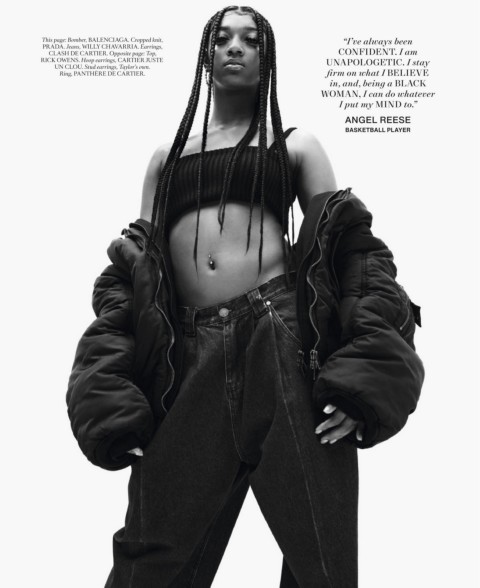 This page: Bomber, BALENCIAGA. Cropped knit,
PRADA. Jeans, WILLY CHAVARRIA. Earrings,
CLASH DE CARTIER. Opposite page: Top,
RICK OWENS. Hoop earrings, CARTIER JUSTE
UN CLOU. Stud earrings, Taylor's own.
Ring, PANTHÈRE DE CARTIER.
“I've always been
CONFIDENT. I am
UNAPOLOGETIC. I stay
firm on what I BELIEVE
in, and, being a BLACK
WOMAN, I can do whatever
I put my MIND to.”
ANGEL REESE
BASKETBALL PLAYER